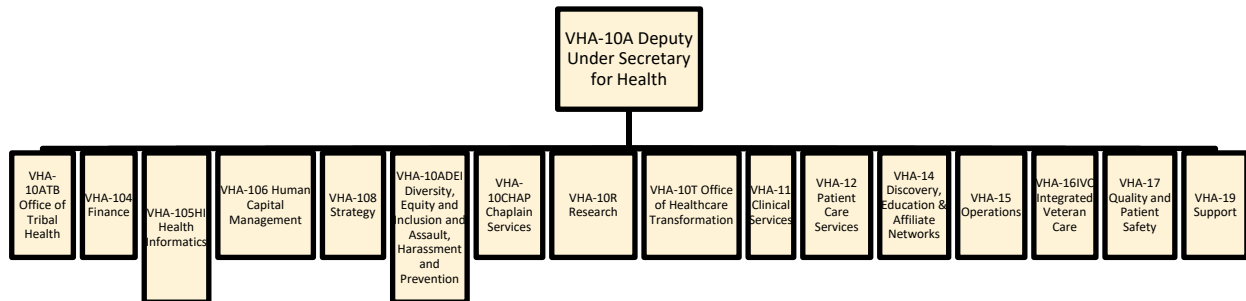 VHA-10A Deputy
Under Secretary
for Health
VHA-
10ATB
Office of
Tribal
Health
VHA-104
Finance
VHA-105HI
Health
Informatics
VHA-106 Human
Capital
Management
VHA-108
Strategy
VHA-10ADEI
Diversity,
Equity and
Inclusion and
Assault,
Harassment
and
Prevention
VHA-
10CHAP
Chaplain
Services
VHA-10R
Research
VHA-10T Office
of Healthcare
Transformation
VHA-11
Clinical
Services
VHA-12
Patient
Care
Services
VHA-14
Discovery,
Education &
Affiliate
Networks
VHA-15
Operations
VHA-16IVC
Integrated
Veteran
Care
VHA-17
Quality and
Patient
Safety
VHA-19
Support